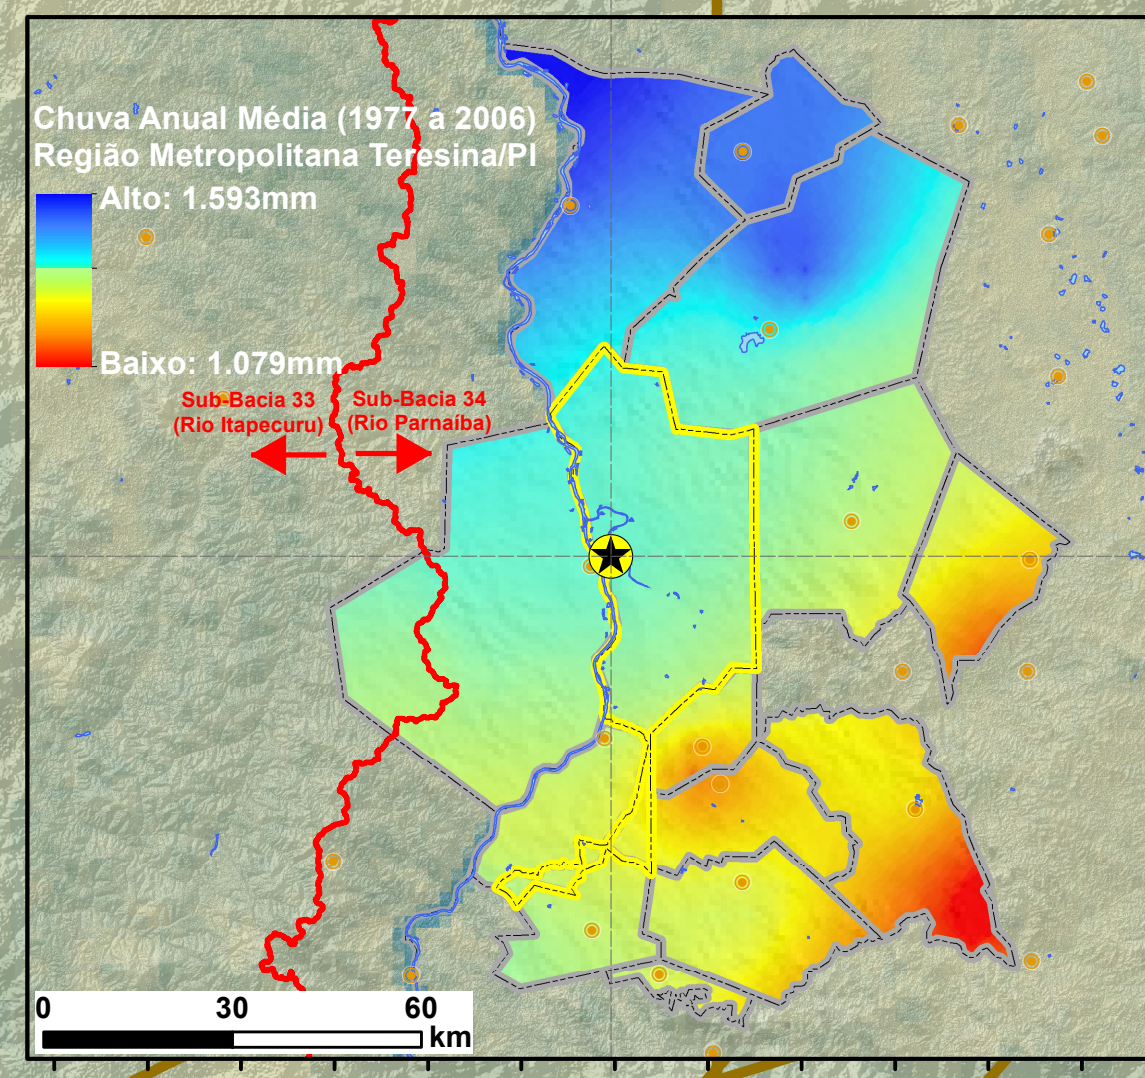 Chuva Anual Média (1977 a 2006)
Região Metropolitana Teresina/PI
Alto: 1.593mm
Baixo: 1.079mm
Sub-Bacia 33
(Rio Itapecuru)
Sub-Bacia 34
(Rio Parnaíba)
0 30 60
km